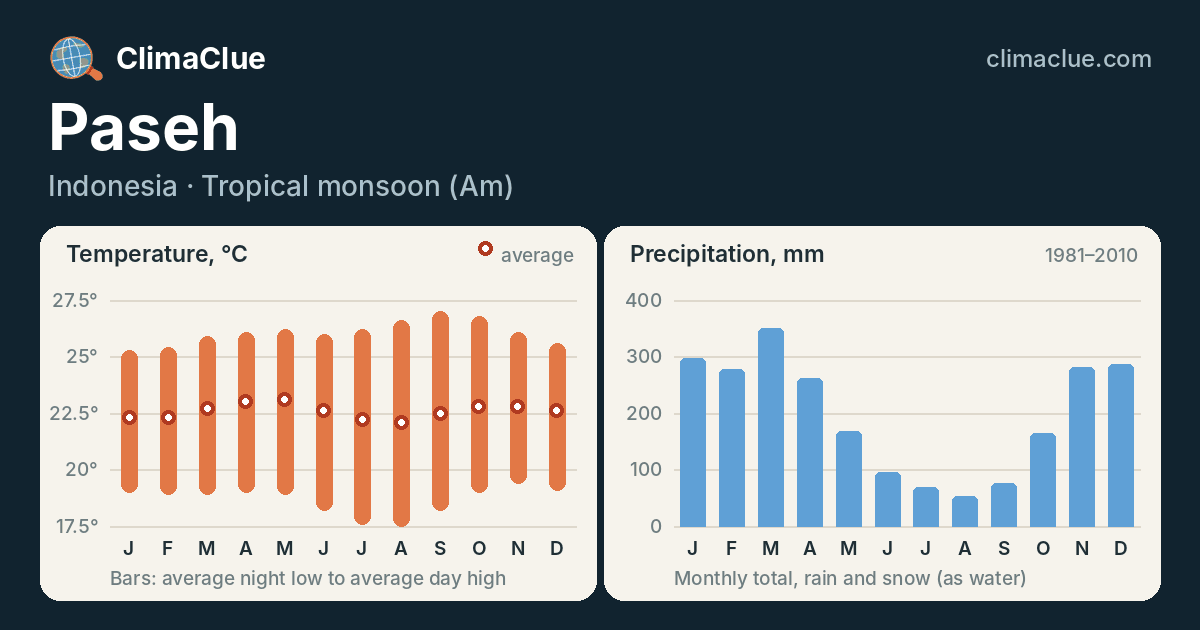 ClimaClue
climaclue.com
Paseh
Indonesia · Tropical monsoon (Am)
Temperature, °C
average
27.5°
25°
22.5°
20°
17.5°
J F M A M J J A S O N D
Bars: average night low to average day high
Precipitation, mm
1981–2010
400
300
200
100
0
J F M A M J J A S O N D
Monthly total, rain and snow (as water)